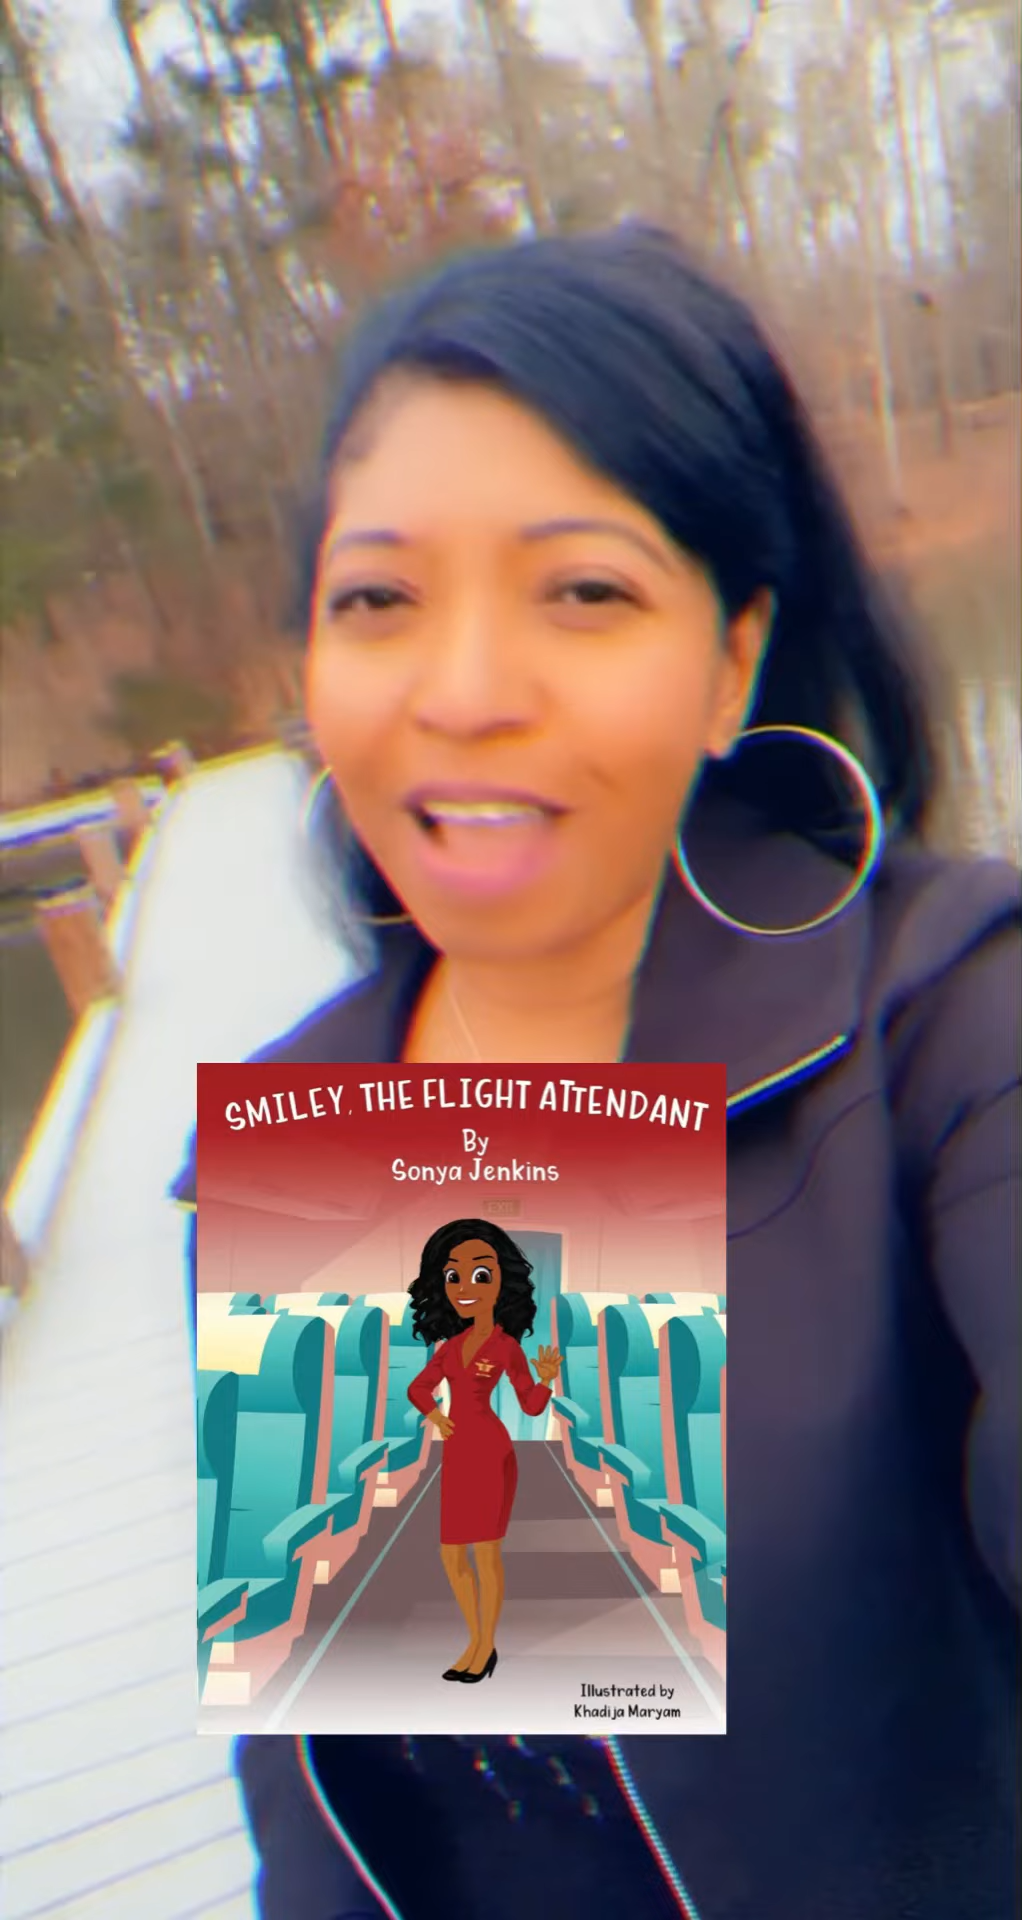 SMILEY, THE FLIGHT ATTENDANT
By
Sonya Jenkins
EXIT
Illustrated by
Khadija Maryam